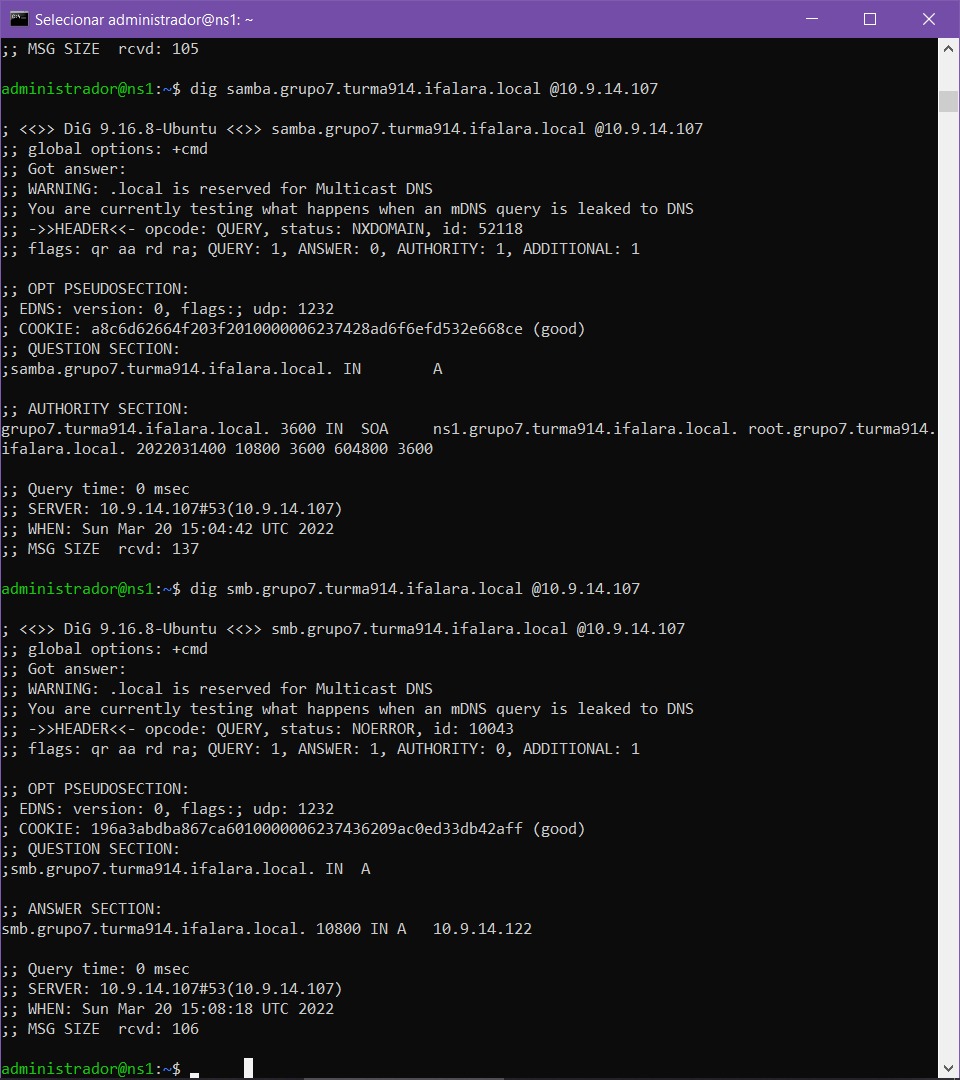 Selecionar administrador@ns1: ~
;; MSG SIZE  rcvd: 105
administrador@ns1:~$ dig samba.grupo7.turma914.ifalara.local @10.9.14.107
; <<>> DiG 9.16.8-Ubuntu <<>> samba.grupo7.turma914.ifalara.local @10.9.14.107
;; global options: +cmd
;; Got answer:
;; WARNING: .local is reserved for Multicast DNS
;; You are currently testing what happens when an mDNS query is leaked to DNS
;; ->>HEADER<<- opcode: QUERY, status: NXDOMAIN, id: 52118
;; flags: qr aa rd ra; QUERY: 1, ANSWER: 0, AUTHORITY: 1, ADDITIONAL: 1
;; OPT PSEUDOSECTION:
; EDNS: version: 0, flags:; udp: 1232
; COOKIE: a8c6d62664f203f2010000006237428ad6f6efd532e668ce (good)
;; QUESTION SECTION:
;samba.grupo7.turma914.ifalara.local. IN        A
;; AUTHORITY SECTION:
grupo7.turma914.ifalara.local. 3600 IN  SOA     ns1.grupo7.turma914.ifalara.local. root.grupo7.turma914.
ifalara.local. 2022031400 10800 3600 604800 3600
;; Query time: 0 msec
;; SERVER: 10.9.14.107#53(10.9.14.107)
;; WHEN: Sun Mar 20 15:04:42 UTC 2022
;; MSG SIZE  rcvd: 137
administrador@ns1:~$ dig smb.grupo7.turma914.ifalara.local @10.9.14.107
; <<>> DiG 9.16.8-Ubuntu <<>> smb.grupo7.turma914.ifalara.local @10.9.14.107
;; global options: +cmd
;; Got answer:
;; WARNING: .local is reserved for Multicast DNS
;; You are currently testing what happens when an mDNS query is leaked to DNS
;; ->>HEADER<<- opcode: QUERY, status: NOERROR, id: 10043
;; flags: qr aa rd ra; QUERY: 1, ANSWER: 1, AUTHORITY: 0, ADDITIONAL: 1
;; OPT PSEUDOSECTION:
; EDNS: version: 0, flags:; udp: 1232
; COOKIE: 196a3abdba867ca6010000006237436209ac0ed33db42aff (good)
;; QUESTION SECTION:
;smb.grupo7.turma914.ifalara.local. IN  A
;; ANSWER SECTION:
smb.grupo7.turma914.ifalara.local. 10800 IN A   10.9.14.122
;; Query time: 0 msec
;; SERVER: 10.9.14.107#53(10.9.14.107)
;; WHEN: Sun Mar 20 15:08:18 UTC 2022
;; MSG SIZE  rcvd: 106
administrador@ns1:~$